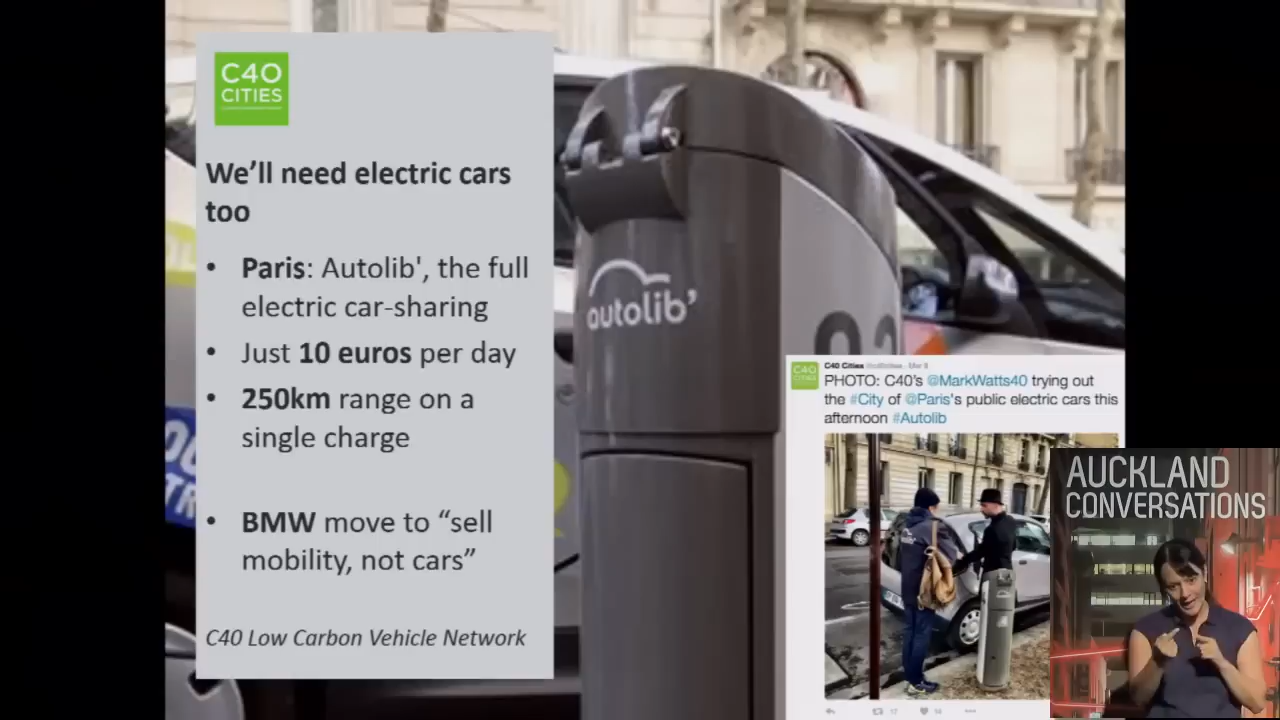 C40
CITIES
We'll need electric cars
too
• Paris: Autolib', the full
electric car-sharing
• Just 10 euros per day
• 250km range on a
single charge
• BMW move to “sell
mobility, not cars”
C40 Low Carbon Vehicle Network
autolib'
C40
CITIES
C40 Cities
PHOTO: C40's @MarkWatts40 trying out
the #City of @Paris's public electric cars this
afternoon #Autolib
AUCKLAND
CONVERSATIONS